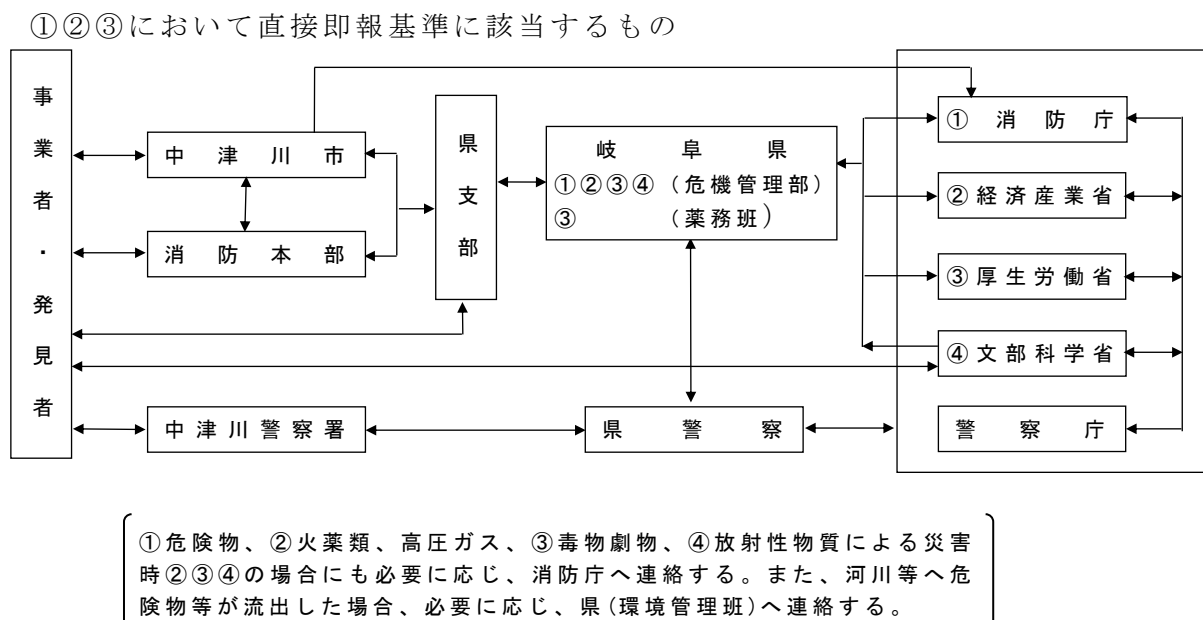 ①②③において直接即報基準に該当するもの
事業者・発見者
中津川市
消防本部
県支部
岐阜県
①②③④（危機管理部）
③　　　（薬務班）
①　消防庁
②経済産業省
③厚生労働省
④文部科学省
中津川警察署
県警察
警察庁
①危険物、②火薬類、高圧ガス、③毒物劇物、④放射性物質による災害
時②③④の場合にも必要に応じ、消防庁へ連絡する。また、河川等へ危
険物等が流出した場合、必要に応じ、県(環境管理班)へ連絡する。